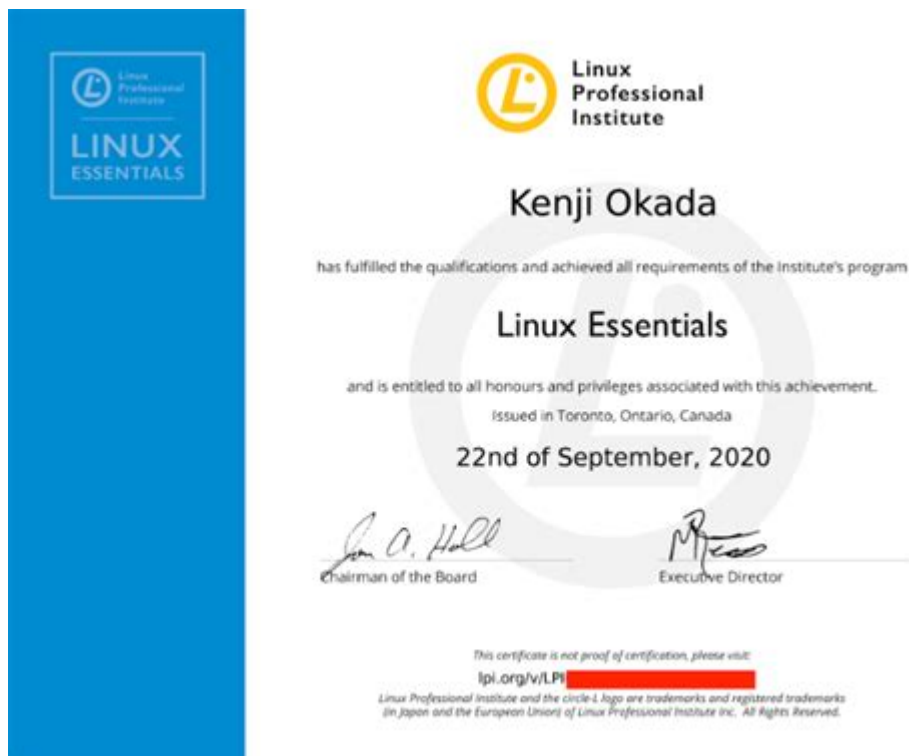 Linux
Professional
Institute
LINUX
ESSENTIALS
Linux
Professional
Institute
Kenji Okada
has fulfilled the qualifications and achieved all requirements of the Institute's program
Linux Essentials
and is entitled to all honours and privileges associated with this achievement.
Issued in Toronto, Ontario, Canada
22nd of September, 2020
Jon A. Hall
Chairman of the Board
Executive Director
This certificate is not proof of certification, please visit:
lpi.org/v/LPI
Linux Professional Institute and the circle-L logo are trademarks and registered trademarks
(in Japan and the European Union) of Linux Professional Institute Inc. All Rights Reserved.